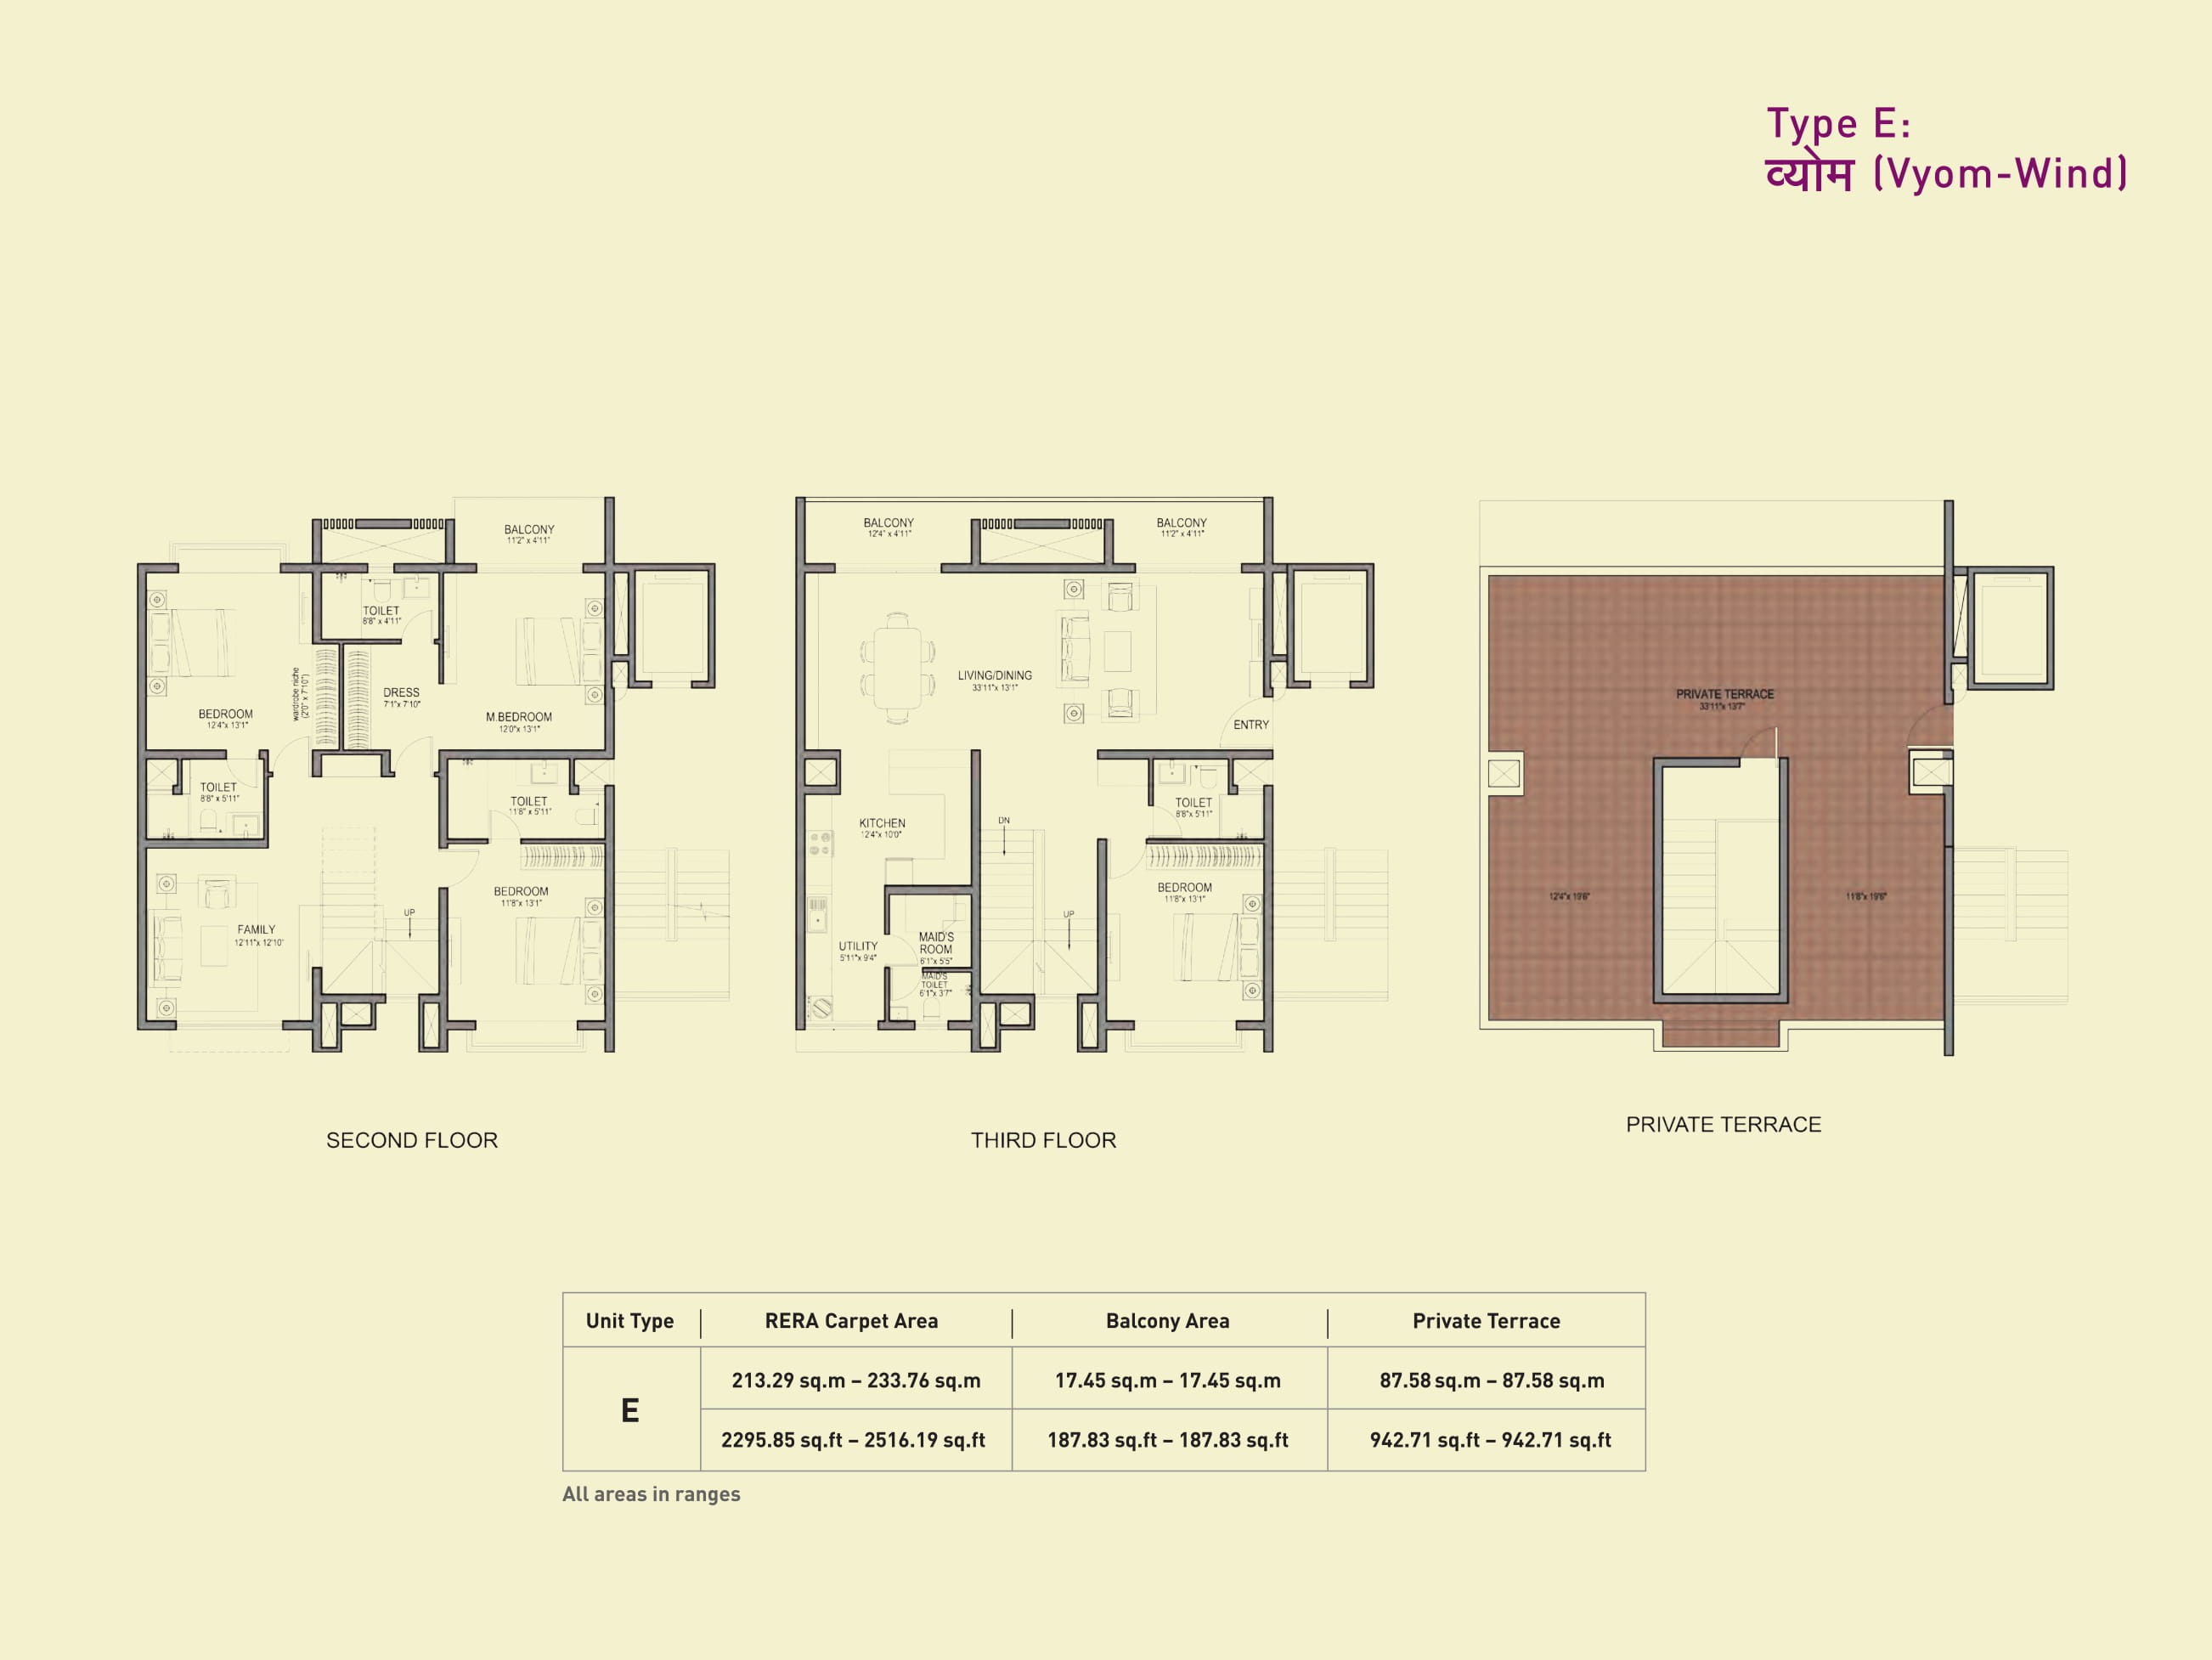 Type E:
व्योम (Vyom-Wind)
BALCONY
11'2" x 4'11"
TOILET
8'8" x 4'11"
wardrobe niche
(2'0" x 7'10")
DRESS
7'1"x 7'10"
BEDROOM
12'4"x 13'1"
M.BEDROOM
12'0"x 13'1"
TOILET
8'8" x 5'11"
TOILET
11'8" x 5'11"
BEDROOM
11'8"x 13'1"
UP
FAMILY
12'11"x 12'10"
SECOND FLOOR
BALCONY
12'4" x 4'11"
BALCONY
11'2" x 4'11"
LIVING/DINING
33'11"x 13'1"
ENTRY
TOILET
8'8"x 5'11"
KITCHEN
12'4"x 10'0"
DN
BEDROOM
11'8"x 13'1"
UP
UTILITY
5'11"x 9'4"
MAID'S
ROOM
6'1"x 5'5"
MAID'S
TOILET
6'1"x 3'7"
THIRD FLOOR
PRIVATE TERRACE
33'11"x 13'7"
12'4"x 19'6"
11'8"x 19'6"
PRIVATE TERRACE
Unit Type RERA Carpet Area Balcony Area Private Terrace
E
213.29 sq.m – 233.76 sq.m 17.45 sq.m – 17.45 sq.m 87.58 sq.m – 87.58 sq.m
2295.85 sq.ft – 2516.19 sq.ft 187.83 sq.ft – 187.83 sq.ft 942.71 sq.ft – 942.71 sq.ft
All areas in ranges